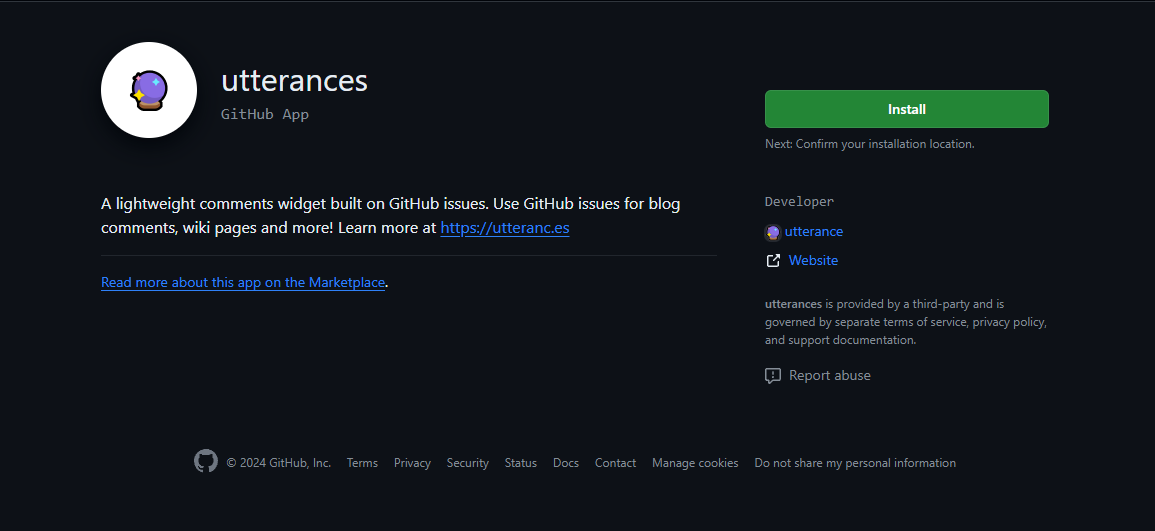 utterances
GitHub App
Install
Next: Confirm your installation location.
A lightweight comments widget built on GitHub issues. Use GitHub issues for blog
comments, wiki pages and more! Learn more at https://utteranc.es
Read more about this app on the Marketplace.
Developer
utterance
Website
utterances is provided by a third-party and is
governed by separate terms of service, privacy policy,
and support documentation.
Report abuse
© 2024 GitHub, Inc. Terms Privacy Security Status Docs Contact Manage cookies Do not share my personal information